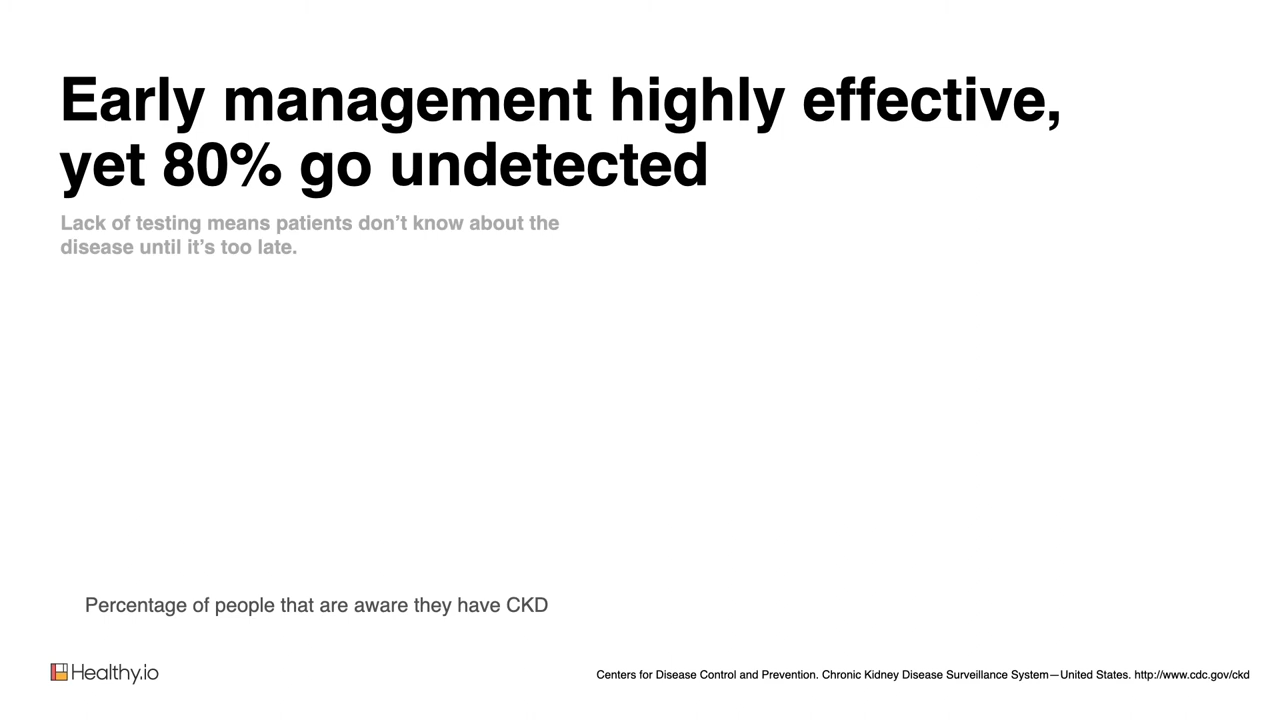 Early management highly effective,
yet 80% go undetected
Lack of testing means patients don’t know about the
disease until it’s too late.
Percentage of people that are aware they have CKD
Healthy.io
Centers for Disease Control and Prevention. Chronic Kidney Disease Surveillance System—United States. http://www.cdc.gov/ckd